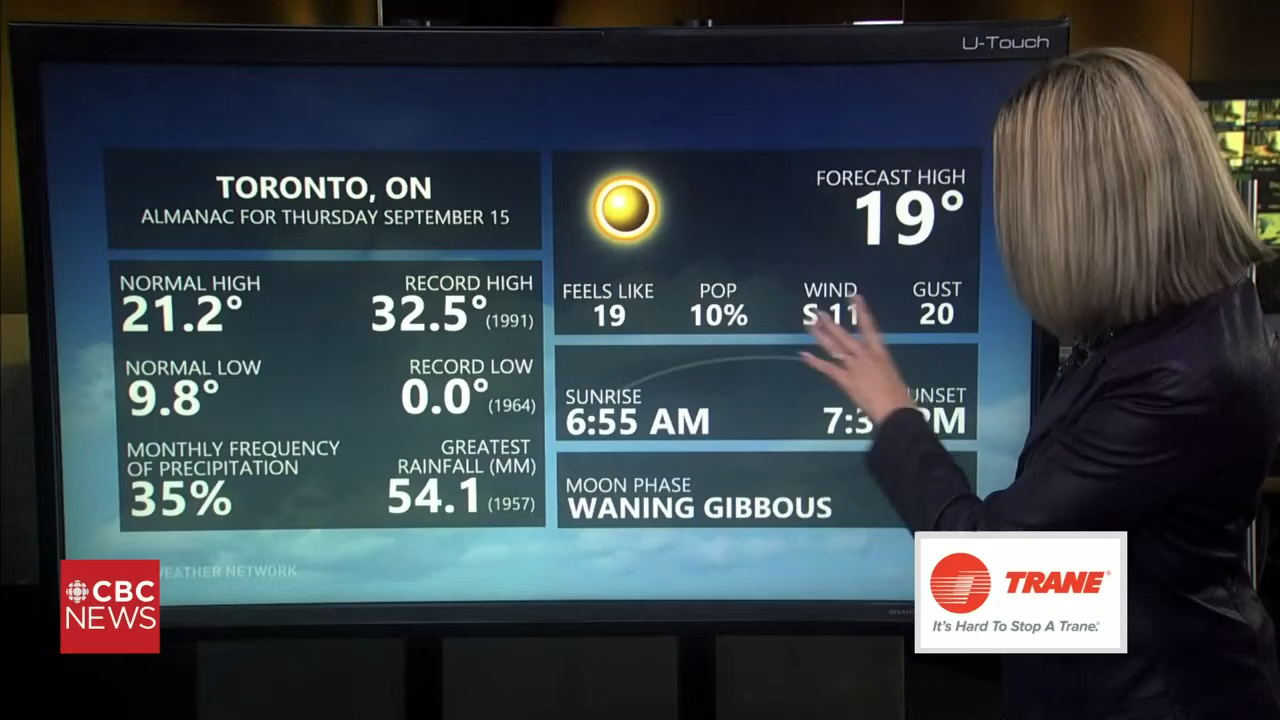 U-Touch
TORONTO, ON
ALMANAC FOR THURSDAY SEPTEMBER 15
NORMAL HIGH
21.2°
RECORD HIGH
32.5° (1991)
NORMAL LOW
9.8°
RECORD LOW
0.0° (1964)
MONTHLY FREQUENCY
OF PRECIPITATION
35%
GREATEST
RAINFALL (MM)
54.1 (1957)
FORECAST HIGH
19°
FEELS LIKE
19
POP
10%
WIND
S 11
GUST
20
SUNRISE
6:55 AM
MOON PHASE
WANING GIBBOUS
NETWORK
CBC
NEWS
TRANE®
It's Hard To Stop A Trane.®